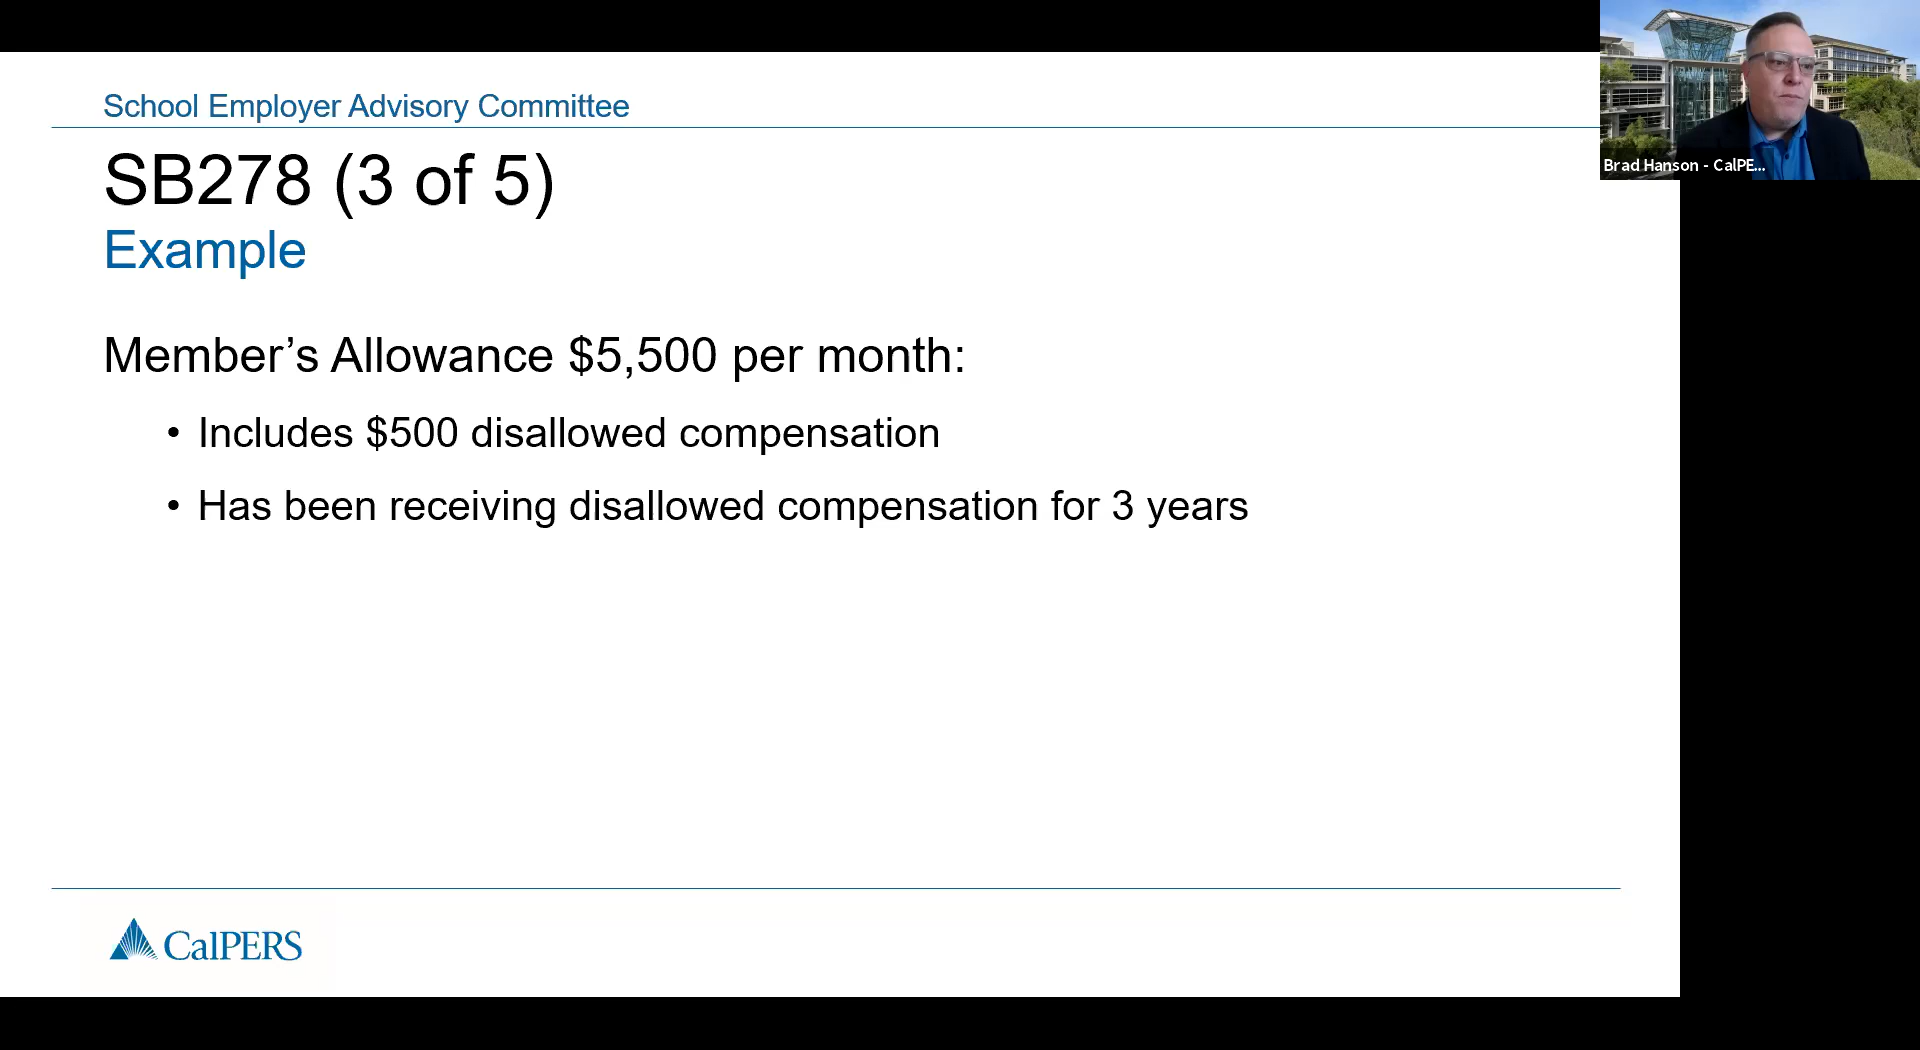 School Employer Advisory Committee
SB278 (3 of 5)
Example
Member’s Allowance $5,500 per month:
• Includes $500 disallowed compensation
• Has been receiving disallowed compensation for 3 years
CalPERS
Brad Hanson - CalPE...